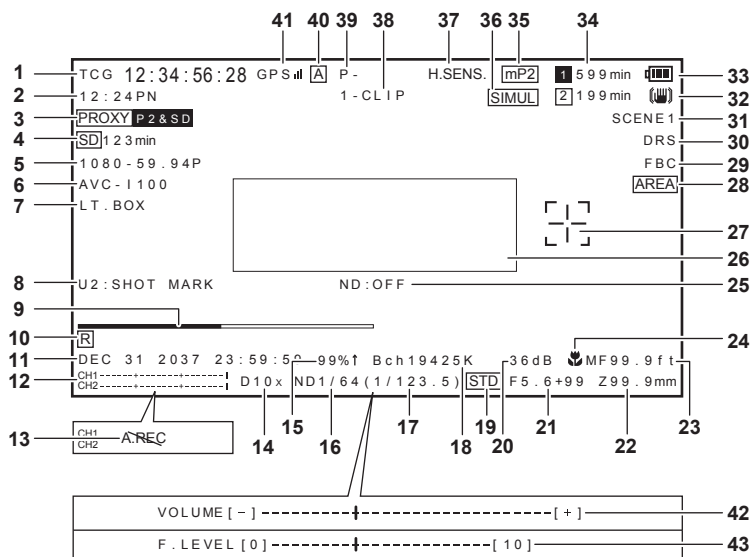 41 40 39 38 37 36 35 34
1 TCG 12:34:56:28 GPS A P- H.SENS. mP2 1 599min 33
2 12:24PN 1-CLIP SIMUL 2 199min 32
3 PROXY P2&SD SCENE1 31
4 SD 123min DRS 30
5 1080-59.94P FBC 29
6 AVC-I100 AREA 28
7 LT.BOX
27
26
8 U2:SHOT MARK ND:OFF 25
9
24
10 R
11 DEC 31 2037 23:59:59 99%↑ Bch19425K 36dB MF99.9ft
12 CH1 CH2 D10x ND1/64(1/123.5) STD F5.6+99 Z99.9mm
13 CH1 CH2 A.REC
14 15 16 17 18 19 20 21 22 23
VOLUME[-] [+] 42
F.LEVEL[0] [10] 43